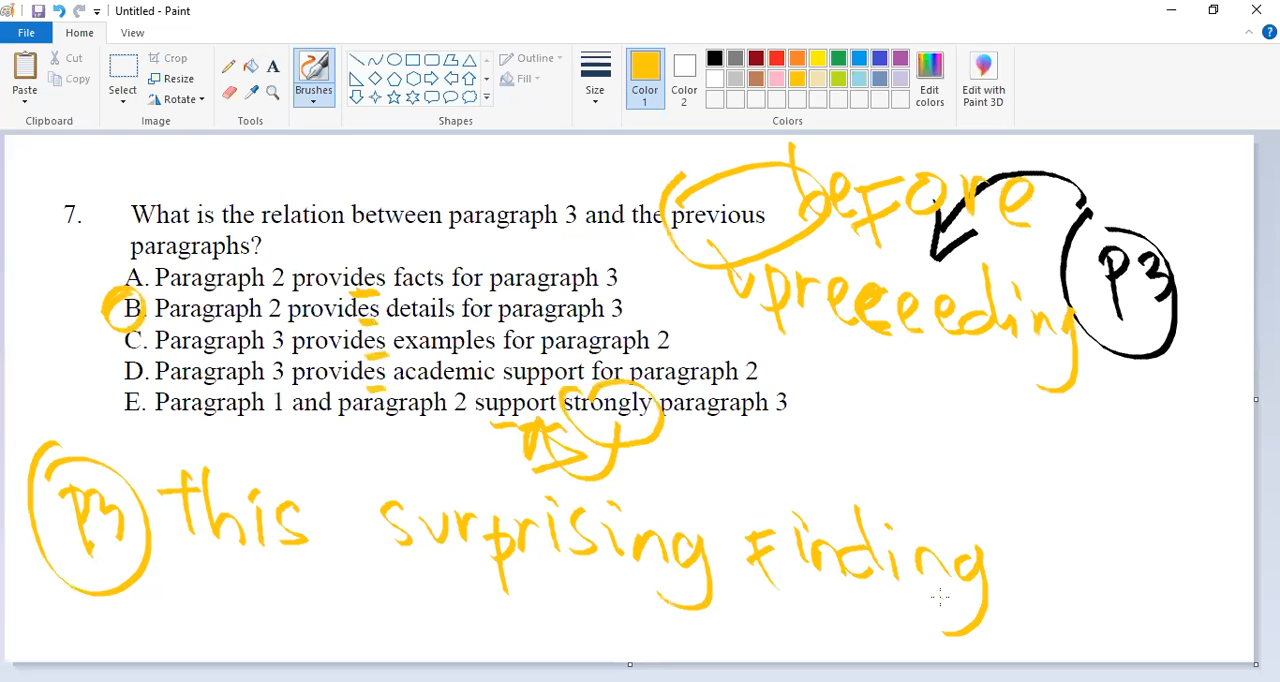 Untitled - Paint
File
Home
View
Paste
Cut
Copy
Clipboard
Select
Crop
Resize
Rotate
Image
A
Tools
Brushes
Outline
Fill
Shapes
Size
Color 1
Color 2
Edit colors
Colors
Edit with Paint 3D
7. What is the relation between paragraph 3 and the previous
paragraphs?
A. Paragraph 2 provides facts for paragraph 3
B. Paragraph 2 provides details for paragraph 3
C. Paragraph 3 provides examples for paragraph 2
D. Paragraph 3 provides academic support for paragraph 2
E. Paragraph 1 and paragraph 2 support strongly paragraph 3
before
preceeding
P3
P3 this surprising Finding